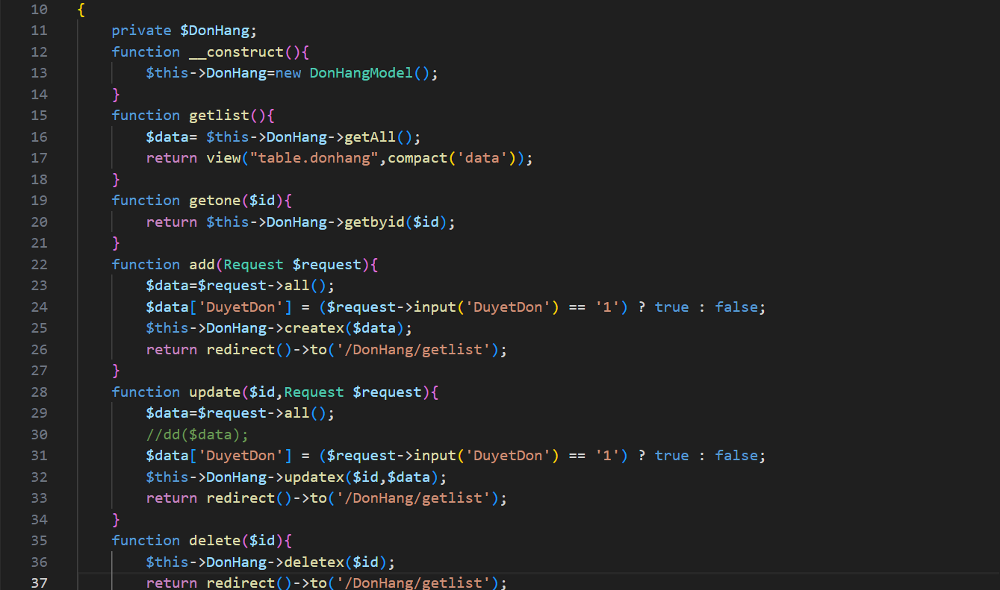 10 {
11 private $DonHang;
12 function __construct(){
13 $this->DonHang=new DonHangModel();
14 }
15 function getlist(){
16 $data= $this->DonHang->getAll();
17 return view("table.donhang",compact('data'));
18 }
19 function getone($id){
20 return $this->DonHang->getbyid($id);
21 }
22 function add(Request $request){
23 $data=$request->all();
24 $data['DuyetDon'] = ($request->input('DuyetDon') == '1') ? true : false;
25 $this->DonHang->createx($data);
26 return redirect()->to('/DonHang/getlist');
27 }
28 function update($id,Request $request){
29 $data=$request->all();
30 //dd($data);
31 $data['DuyetDon'] = ($request->input('DuyetDon') == '1') ? true : false;
32 $this->DonHang->updatex($id,$data);
33 return redirect()->to('/DonHang/getlist');
34 }
35 function delete($id){
36 $this->DonHang->deletex($id);
37 return redirect()->to('/DonHang/getlist');